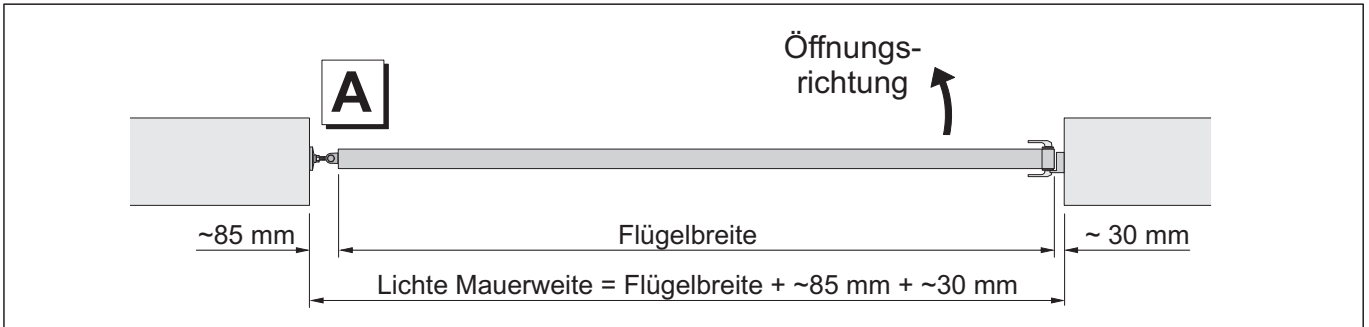 Öffnungs-
richtung
A
~85 mm
Flügelbreite
~ 30 mm
Lichte Mauerweite = Flügelbreite + ~85 mm + ~30 mm